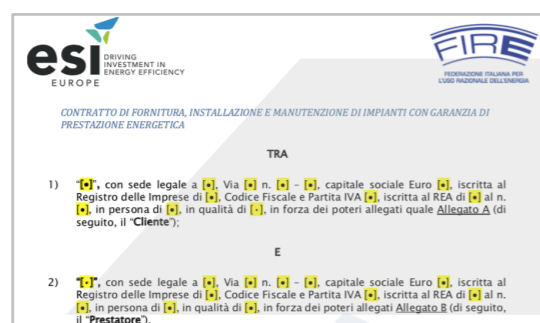 esi
EUROPE
DRIVING
INVESTMENT IN
ENERGY EFFICIENCY
FIRE
FEDERAZIONE ITALIANA PER
L'USO RAZIONALE DELL'ENERGIA
CONTRATTO DI FORNITURA, INSTALLAZIONE E MANUTENZIONE DI IMPIANTI CON GARANZIA DI
PRESTAZIONE ENERGETICA
TRA
1) "[•]", con sede legale a [•], Via [•] n. [•] – [•], capitale sociale Euro [•], iscritta al
Registro delle Imprese di [•], Codice Fiscale e Partita IVA [•], iscritta al REA di [•] al n.
[•], in persona di [•], in qualità di [·], in forza dei poteri allegati quale Allegato A (di
seguito, il "Cliente");
E
2) "[·]", con sede legale a [•], Via [•] n. [•] – [•], capitale sociale Euro [•], iscritta al
Registro delle Imprese di [•], Codice Fiscale e Partita IVA [•], iscritta al REA di [•] al n.
[•], in persona di [•], in qualità di [•], in forza dei poteri allegati Allegato B (di seguito,
il "Prestatore").